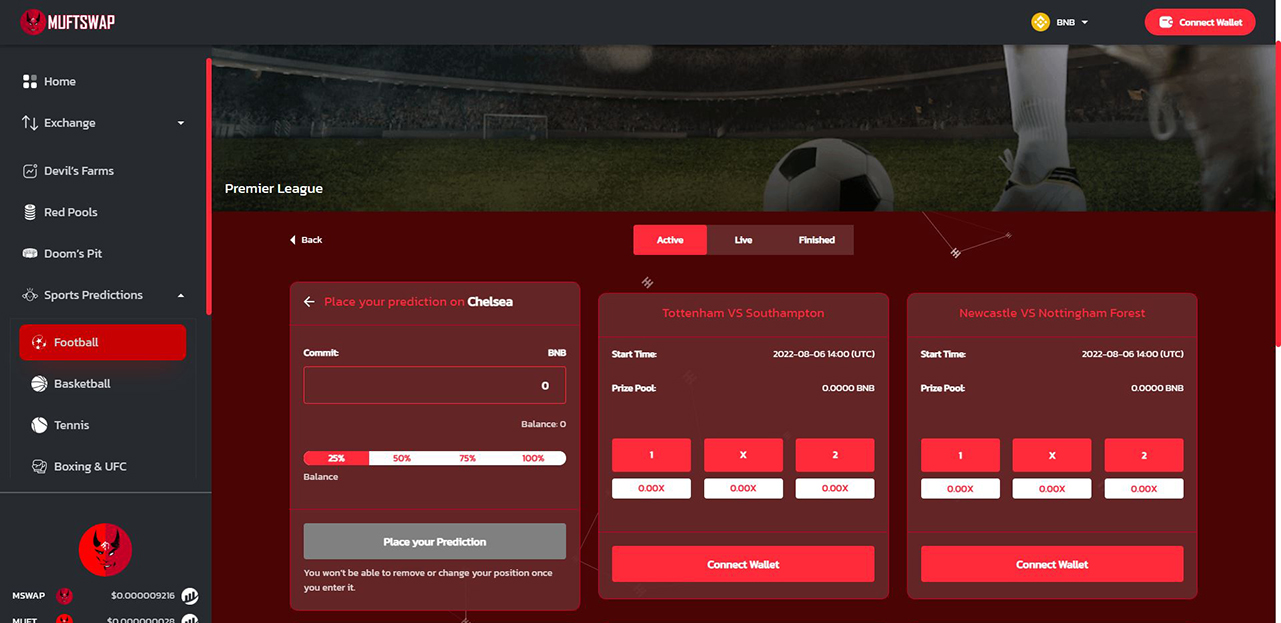 MUFTSWAP
BNB
Connect Wallet
Home
Exchange
Devil's Farms
Red Pools
Doom's Pit
Sports Predictions
Football
Basketball
Tennis
Boxing & UFC
MSWAP $0.000009216
MUFT $0.000000028
Premier League
Back
Active Live Finished
Place your prediction on Chelsea
Commit: BNB
0
Balance: 0
25% 50% 75% 100%
Balance
Place your Prediction
You won't be able to remove or change your position once
you enter it.
Tottenham VS Southampton
Start Time: 2022-08-06 14:00 (UTC)
Prize Pool: 0.0000 BNB
1 X 2
0.00X 0.00X 0.00X
Connect Wallet
Newcastle VS Nottingham Forest
Start Time: 2022-08-06 14:00 (UTC)
Prize Pool: 0.0000 BNB
1 X 2
0.00X 0.00X 0.00X
Connect Wallet